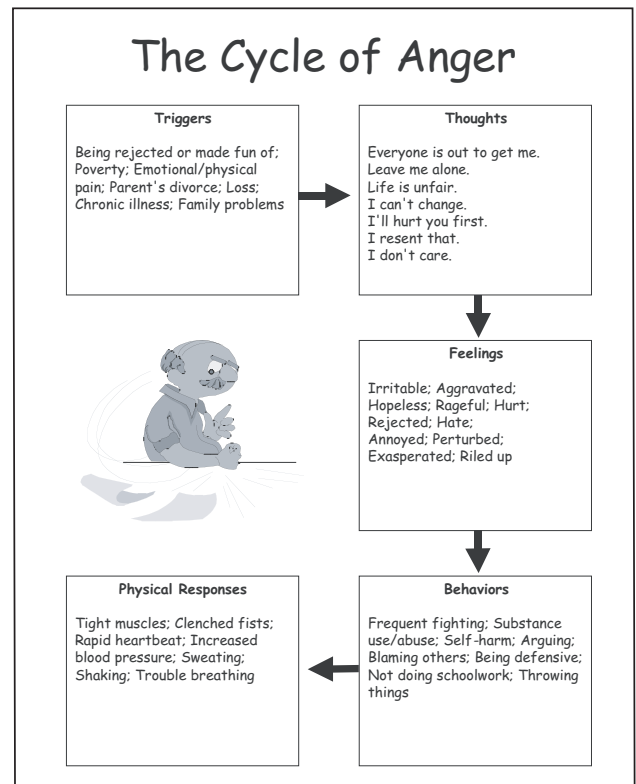 The Cycle of Anger
Triggers
Being rejected or made fun of;
Poverty; Emotional/physical
pain; Parent's divorce; Loss;
Chronic illness; Family problems
Thoughts
Everyone is out to get me.
Leave me alone.
Life is unfair.
I can't change.
I'll hurt you first.
I resent that.
I don't care.
Feelings
Irritable; Aggravated;
Hopeless; Rageful; Hurt;
Rejected; Hate;
Annoyed; Perturbed;
Exasperated; Riled up
Physical Responses
Tight muscles; Clenched fists;
Rapid heartbeat; Increased
blood pressure; Sweating;
Shaking; Trouble breathing
Behaviors
Frequent fighting; Substance
use/abuse; Self-harm; Arguing;
Blaming others; Being defensive;
Not doing schoolwork; Throwing
things